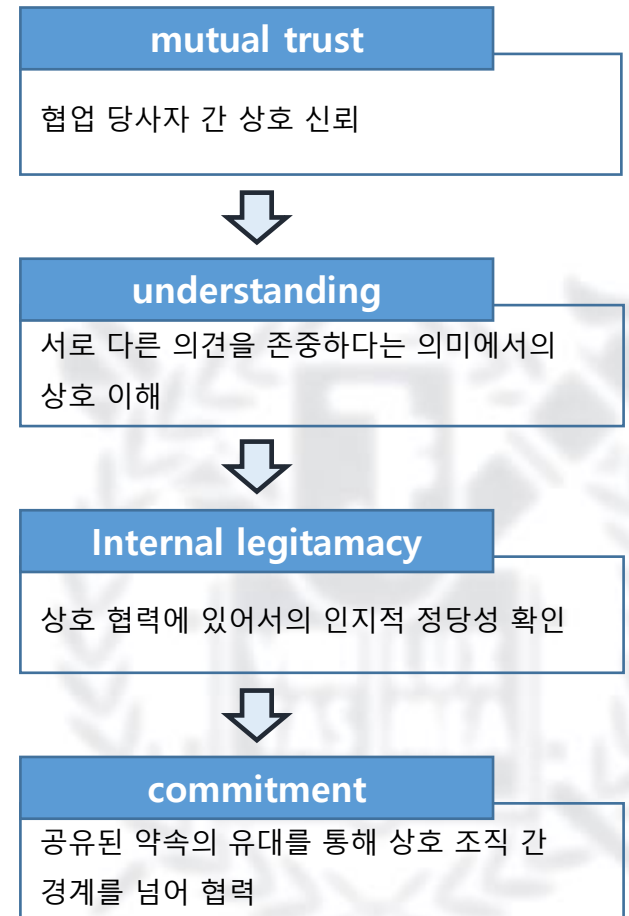 mutual trust
협업 당사자 간 상호 신뢰
understanding
서로 다른 의견을 존중하다는 의미에서의
상호 이해
Internal legitamacy
상호 협력에 있어서의 인지적 정당성 확인
commitment
공유된 약속의 유대를 통해 상호 조직 간
경계를 넘어 협력